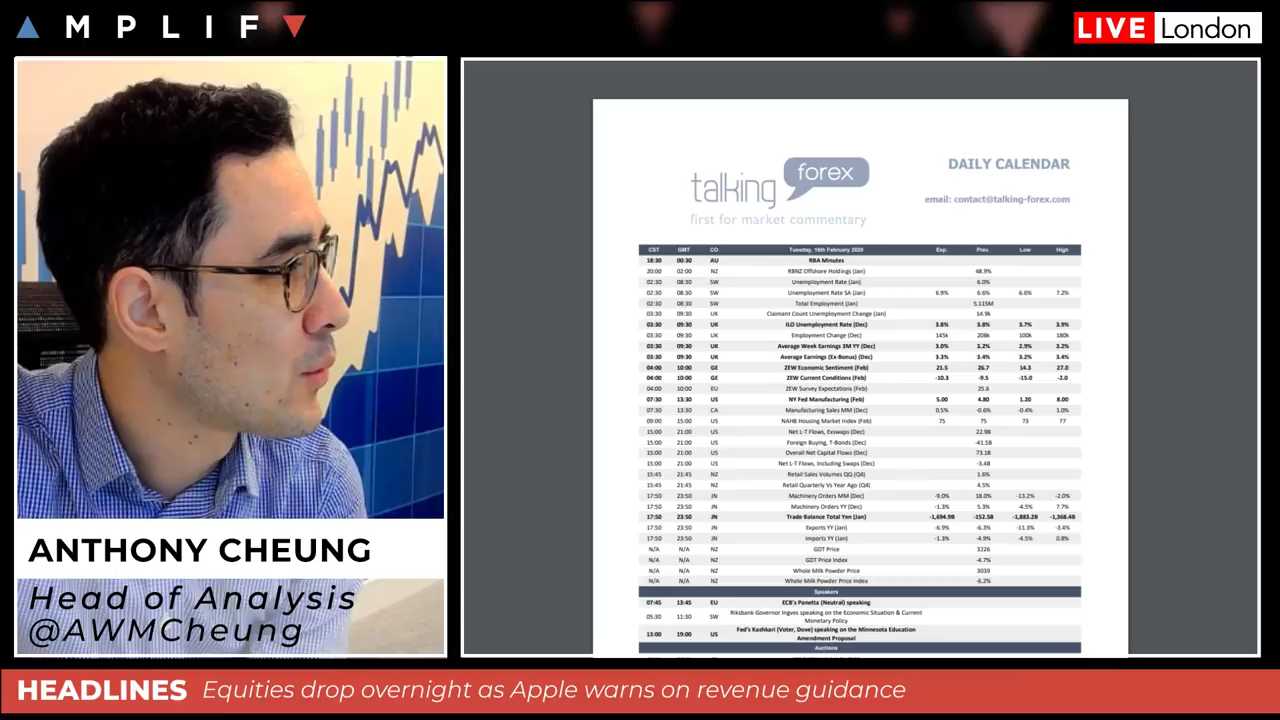 AMPLIFY
LIVE London
talking forex
first for market commentary
DAILY CALENDAR
email: contact@talking-forex.com
CST GMT CO Tuesday, 18th February 2020 Exp. Prev. Low High
18:30 00:30 AU RBA Minutes
20:00 02:00 NZ RBNZ Offshore Holdings (Jan) 48.9%
02:30 08:30 SW Unemployment Rate (Jan) 6.0%
02:30 08:30 SW Unemployment Rate SA (Jan) 6.9% 6.6% 6.6% 7.2%
02:30 08:30 SW Total Employment (Jan) 5.115M
03:30 09:30 UK Claimant Count Unemployment Change (Jan) 14.9k
03:30 09:30 UK ILO Unemployment Rate (Dec) 3.8% 3.8% 3.7% 3.9%
03:30 09:30 UK Employment Change (Dec) 145k 208k 100k 180k
03:30 09:30 UK Average Week Earnings 3M YY (Dec) 3.0% 3.2% 2.9% 3.2%
03:30 09:30 UK Average Earnings (Ex-Bonus) (Dec) 3.3% 3.4% 3.2% 3.4%
04:00 10:00 GE ZEW Economic Sentiment (Feb) 21.5 26.7 14.3 27.0
04:00 10:00 GE ZEW Current Conditions (Feb) -10.3 -9.5 -15.0 -2.0
04:00 10:00 EU ZEW Survey Expectations (Feb) 25.6
07:30 13:30 US NY Fed Manufacturing (Feb) 5.00 4.80 1.20 8.00
07:30 13:30 CA Manufacturing Sales MM (Dec) 0.5% -0.6% -0.4% 1.0%
09:00 15:00 US NAHB Housing Market Index (Feb) 75 75 73 77
15:00 21:00 US Net L-T Flows, Exswaps (Dec) 22.9B
15:00 21:00 US Foreign Buying, T-Bonds (Dec) -41.5B
15:00 21:00 US Overall Net Capital Flows (Dec) 73.1B
15:00 21:00 US Net L-T Flows, Including Swaps (Dec) -3.4B
15:45 21:45 NZ Retail Sales Volumes QQ (Q4) 1.6%
15:45 21:45 NZ Retail Quarterly Vs Year Ago (Q4) 4.5%
17:50 23:50 JN Machinery Orders MM (Dec) -9.0% 18.0% -13.2% -2.0%
17:50 23:50 JN Machinery Orders YY (Dec) -1.3% 5.3% -4.5% 7.7%
17:50 23:50 JN Trade Balance Total Yen (Jan) -1,694.9B -152.5B -1,883.2B -1,368.4B
17:50 23:50 JN Exports YY (Jan) -6.9% -6.3% -11.3% -3.4%
17:50 23:50 JN Imports YY (Jan) -1.3% -4.9% -4.5% 0.8%
N/A N/A NZ GDT Price 3226
N/A N/A NZ GDT Price Index -4.7%
N/A N/A NZ Whole Milk Powder Price 3039
N/A N/A NZ Whole Milk Powder Price Index -6.2%
Speakers
07:45 13:45 EU ECB's Panetta (Neutral) speaking
05:30 11:30 SW Riksbank Governor Ingves speaking on the Economic Situation & Current
Monetary Policy
13:00 19:00 US Fed's Kashkari (Voter, Dove) speaking on the Minnesota Education
Amendment Proposal
Auctions
ANTHONY CHEUNG
Head of Analysis
HEADLINES Equities drop overnight as Apple warns on revenue guidance